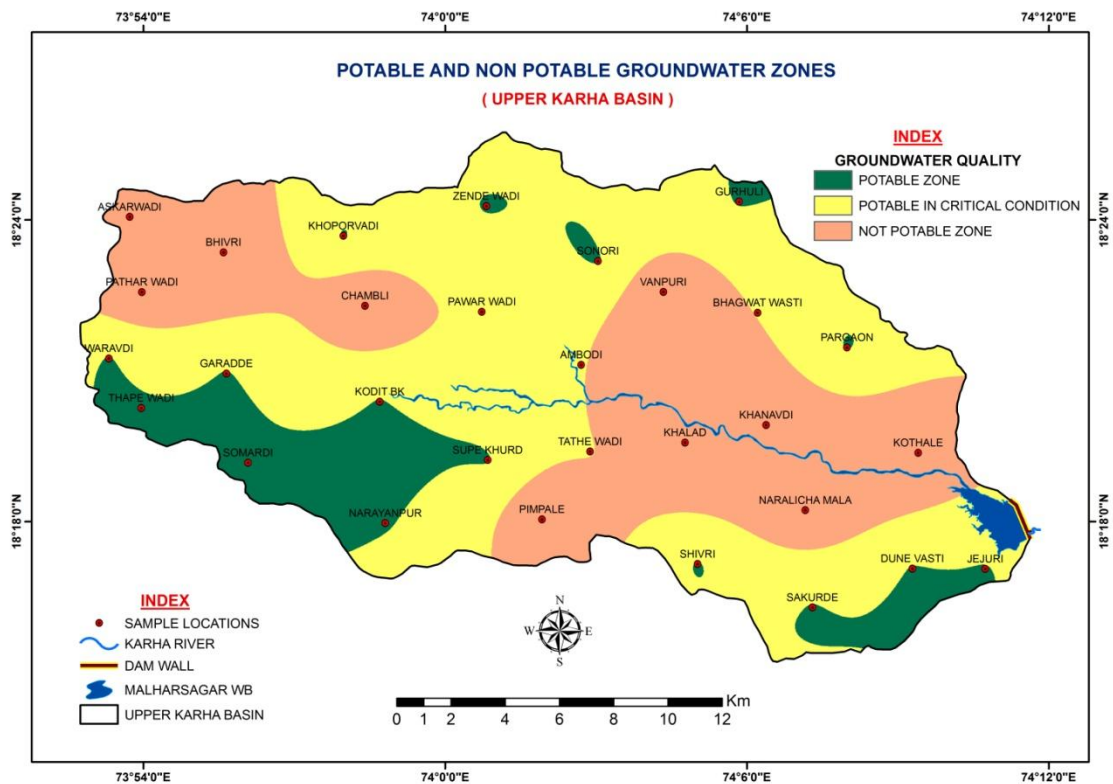 73°54'0"E 74°0'0"E 74°6'0"E 74°12'0"E
POTABLE AND NON POTABLE GROUNDWATER ZONES
( UPPER KARHA BASIN )
INDEX
GROUNDWATER QUALITY
POTABLE ZONE
POTABLE IN CRITICAL CONDITION
NOT POTABLE ZONE
18°24'0"N
18°24'0"N
ZENDE WADI
GURHULI
ASKARWADI
KHOPORVADI
BHIVRI
SONORI
PATHAR WADI
CHAMBLI
PAWAR WADI
VANPURI
BHAGWAT WASTI
PARGAON
WARAVDI
GARADDE
AMBODI
THAPE WADI
KODIT BK
KHANAVDI
SOMARDI
SUPE KHURD
TATHE WADI
KHALAD
KOTHALE
NARAYANPUR
PIMPALE
NARALICHA MALA
18°18'0"N
18°18'0"N
SHIVRI
DUNE VASTI
JEJURI
SAKURDE
INDEX
SAMPLE LOCATIONS
KARHA RIVER
DAM WALL
MALHARSAGAR WB
UPPER KARHA BASIN
N
W E
S
Km
0 1 2 4 6 8 10 12
73°54'0"E 74°0'0"E 74°6'0"E 74°12'0"E